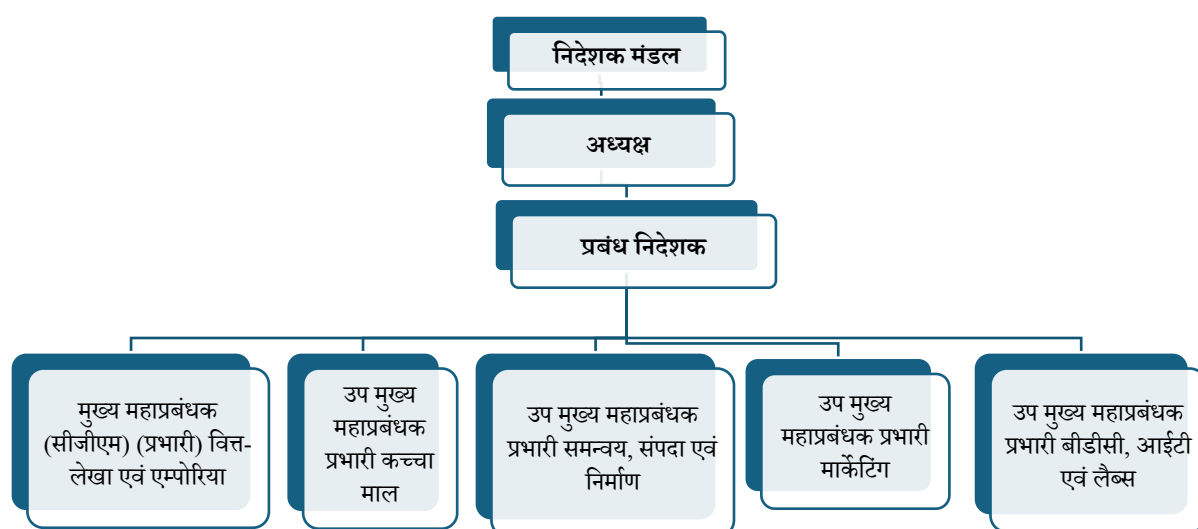 निदेशक मंडल
अध्यक्ष
प्रबंध निदेशक
मुख्य महाप्रबंधक
(सीजीएम) (प्रभारी) वित्त-
लेखा एवं एम्पोरिया
उप मुख्य
महाप्रबंधक
प्रभारी कच्चा
माल
उप मुख्य महाप्रबंधक
प्रभारी समन्वय, संपदा एवं
निर्माण
उप मुख्य
महाप्रबंधक प्रभारी
मार्केटिंग
उप मुख्य महाप्रबंधक
प्रभारी बीडीसी, आईटी
एवं लैब्स